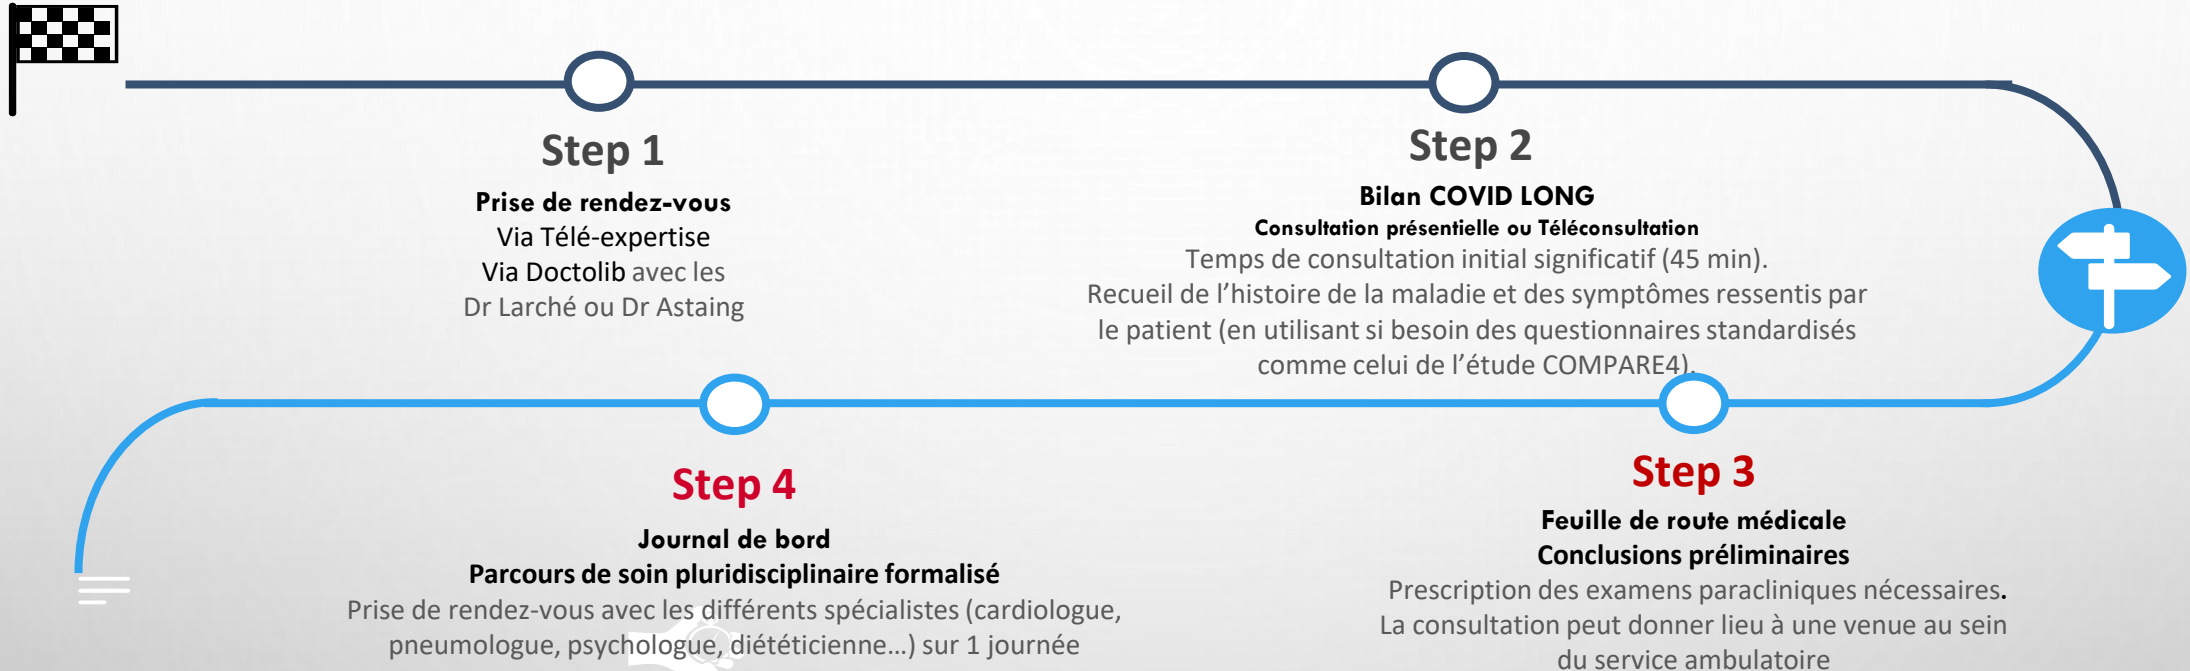 Step 1
Prise de rendez-vous
Via Télé-expertise
Via Doctolib avec les
Dr Larché ou Dr Astaing
Step 2
Bilan COVID LONG
Consultation présentielle ou Téléconsultation
Temps de consultation initial significatif (45 min).
Recueil de l’histoire de la maladie et des symptômes ressentis par
le patient (en utilisant si besoin des questionnaires standardisés
comme celui de l’étude COMPARE4).
Step 3
Feuille de route médicale
Conclusions préliminaires
Prescription des examens paracliniques nécessaires.
La consultation peut donner lieu à une venue au sein
du service ambulatoire
Step 4
Journal de bord
Parcours de soin pluridisciplinaire formalisé
Prise de rendez-vous avec les différents spécialistes (cardiologue,
pneumologue, psychologue, diététicienne…) sur 1 journée